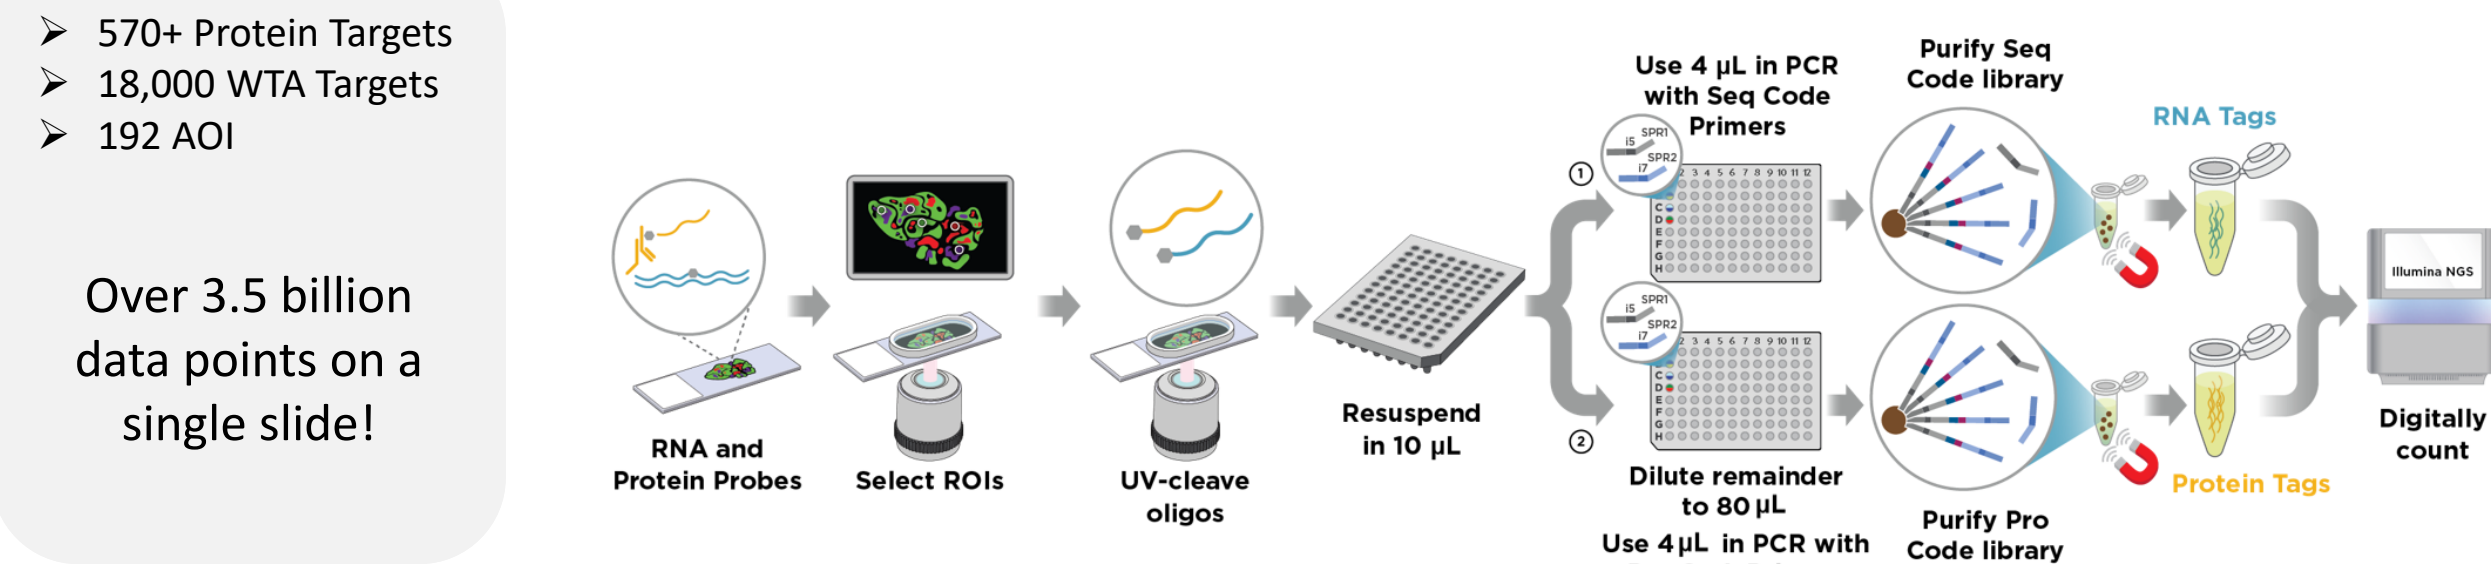 ➢ 570+ Protein Targets
➢ 18,000 WTA Targets
➢ 192 AOI
Over 3.5 billion
data points on a
single slide!
RNA and
Protein Probes
Select ROIs
UV-cleave
oligos
Resuspend
in 10 µL
Use 4 µL in PCR
with Seq Code
Primers
1
SPR1
i5
SPR2
i7
2 3 4 5 6 7 8 9 10 11 12
C
D
E
F
G
H
Purify Seq
Code library
RNA Tags
2
SPR1
i5
SPR2
i7
2 3 4 5 6 7 8 9 10 11 12
C
D
E
F
G
H
Dilute remainder
to 80 µL
Use 4 µL in PCR with
Purify Pro
Code library
Protein Tags
Illumina NGS
Digitally
count